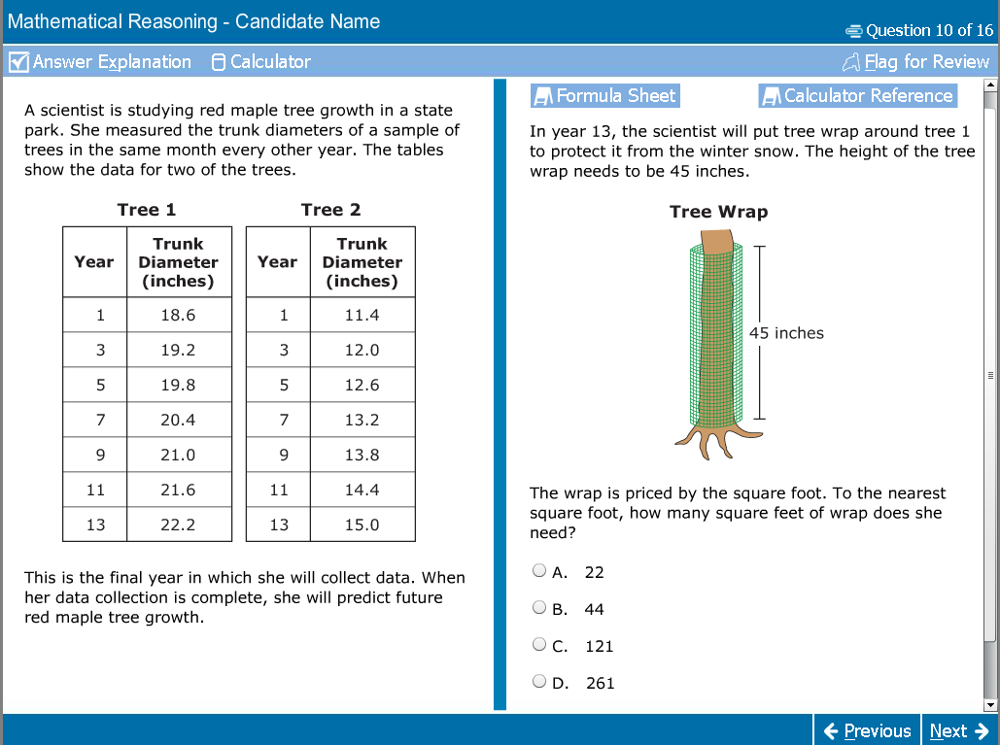 Mathematical Reasoning - Candidate Name
Question 10 of 16
Answer Explanation
Calculator
Flag for Review
A scientist is studying red maple tree growth in a state
park. She measured the trunk diameters of a sample of
trees in the same month every other year. The tables
show the data for two of the trees.
Tree 1
Year Trunk Diameter (inches)
1 18.6
3 19.2
5 19.8
7 20.4
9 21.0
11 21.6
13 22.2
Tree 2
Year Trunk Diameter (inches)
1 11.4
3 12.0
5 12.6
7 13.2
9 13.8
11 14.4
13 15.0
This is the final year in which she will collect data. When
her data collection is complete, she will predict future
red maple tree growth.
Formula Sheet
Calculator Reference
In year 13, the scientist will put tree wrap around tree 1
to protect it from the winter snow. The height of the tree
wrap needs to be 45 inches.
Tree Wrap
45 inches
The wrap is priced by the square foot. To the nearest
square foot, how many square feet of wrap does she
need?
A. 22
B. 44
C. 121
D. 261
Previous
Next